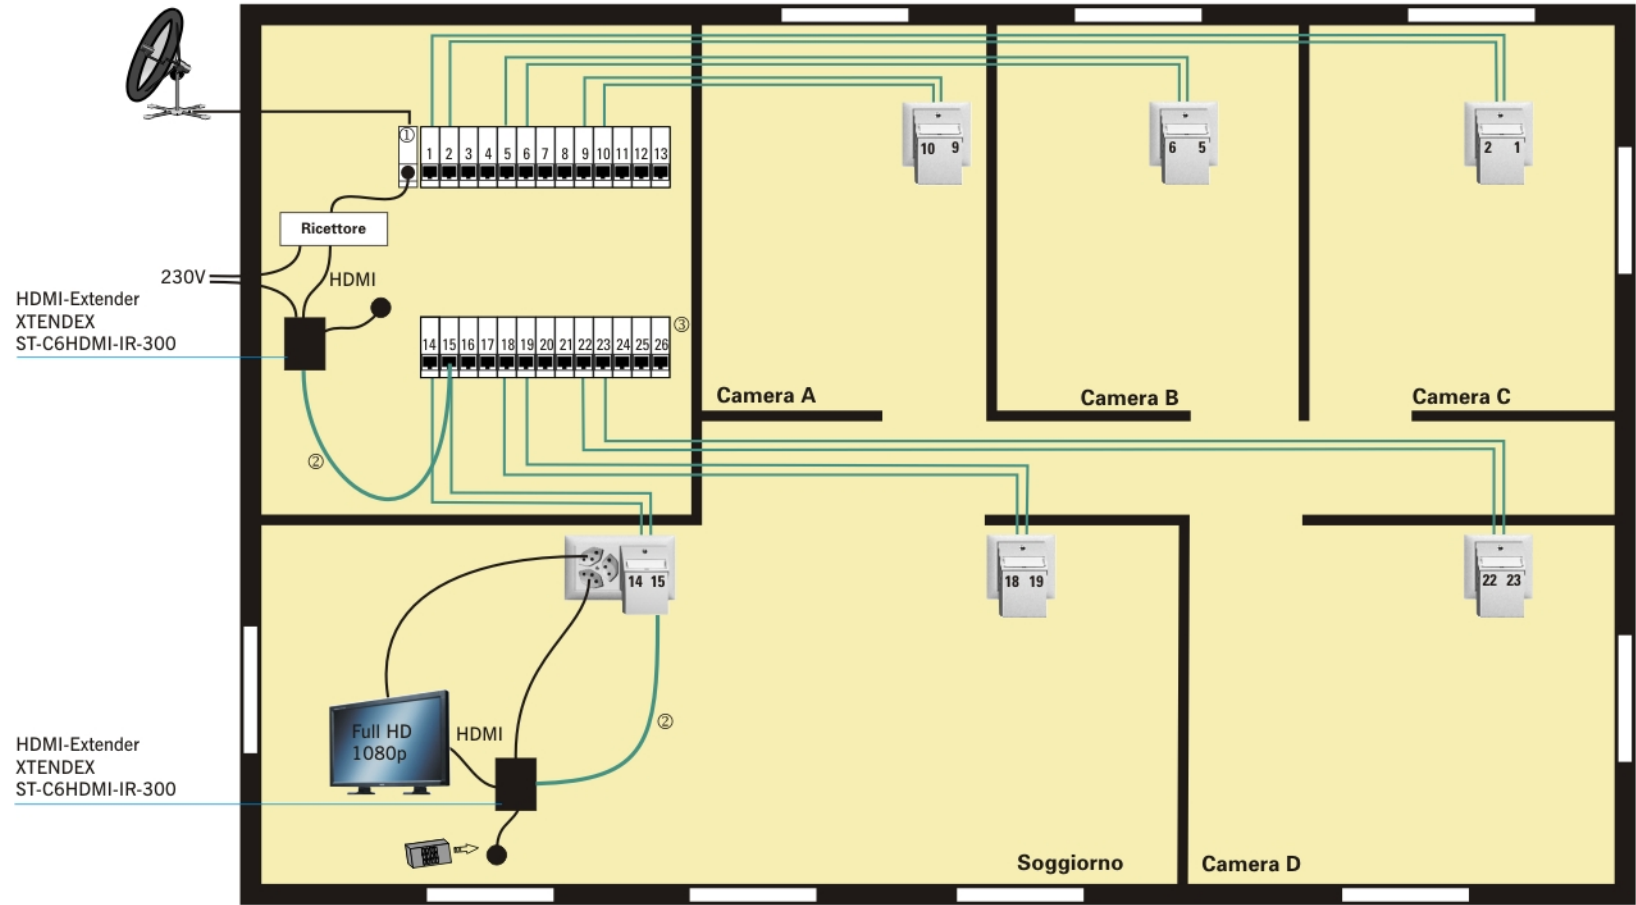 ①
1 2 3 4 5 6 7 8 9 10 11 12 13
10 9
6 5
2 1
Ricettore
230V
HDMI
HDMI-Extender
XTENDEX
ST-C6HDMI-IR-300
14 15 16 17 18 19 20 21 22 23 24 25 26
③
Camera A
Camera B
Camera C
②
14 15
18 19
22 23
②
Full HD
1080p
HDMI
HDMI-Extender
XTENDEX
ST-C6HDMI-IR-300
Soggiorno
Camera D